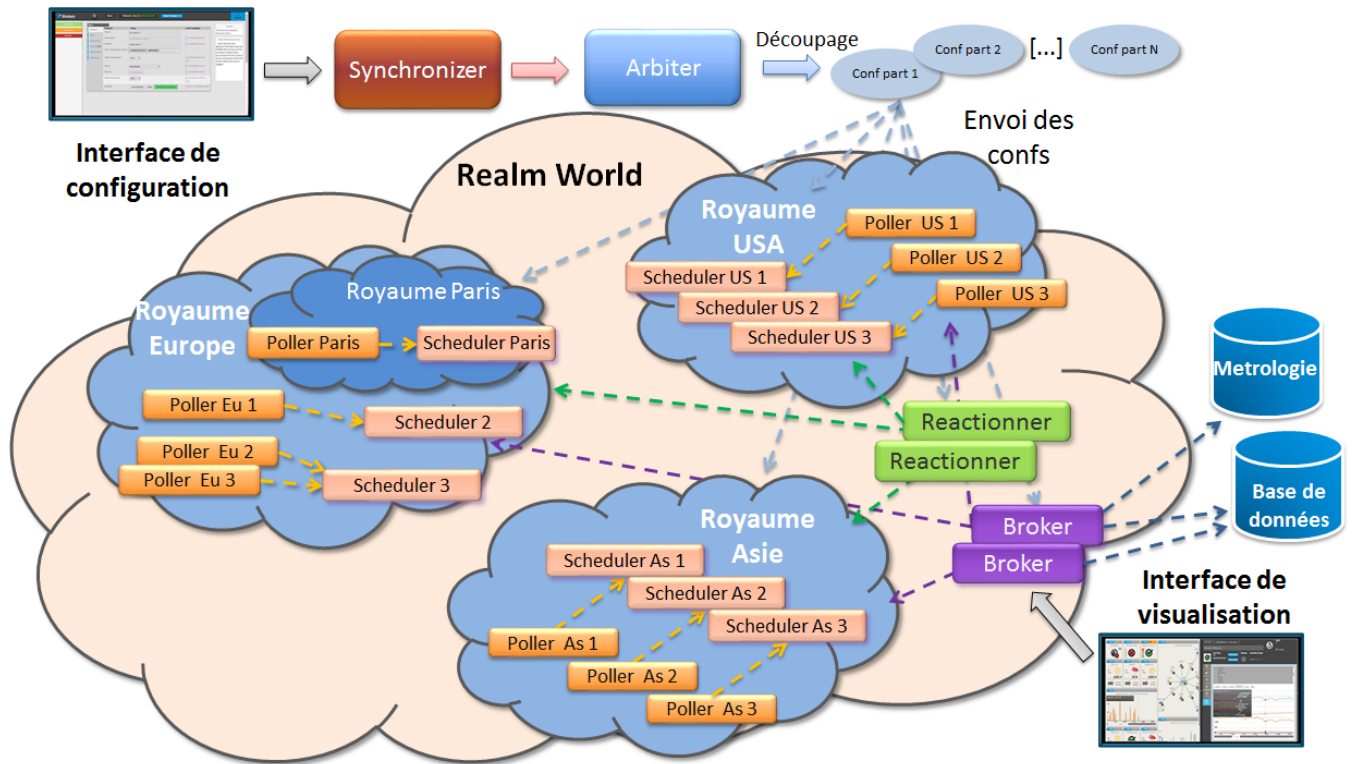 Synchronizer
Arbiter
Découpage
Conf part 1
Conf part 2
[...]
Conf part N
Interface de
configuration
Envoi des
confs
Realm World
Royaume
USA
Poller US 1
Poller US 2
Poller US 3
Scheduler US 1
Scheduler US 2
Scheduler US 3
Royaume Paris
Royaume
Europe
Poller Paris
Scheduler Paris
Poller Eu 1
Scheduler 2
Poller Eu 2
Poller Eu 3
Scheduler 3
Metrologie
Reactionner
Reactionner
Base de
données
Royaume
Asie
Broker
Broker
Scheduler As 1
Scheduler As 2
Scheduler As 3
Poller As 1
Poller As 2
Poller As 3
Interface de
visualisation